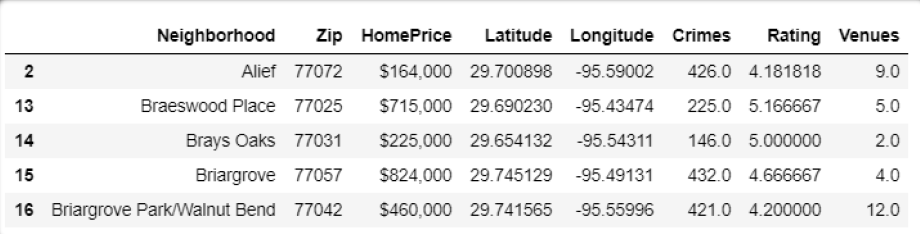 Neighborhood Zip HomePrice Latitude Longitude Crimes Rating Venues
2 Alief 77072 $164,000 29.700898 -95.59002 426.0 4.181818 9.0
13 Braeswood Place 77025 $715,000 29.690230 -95.43474 225.0 5.166667 5.0
14 Brays Oaks 77031 $225,000 29.654132 -95.54311 146.0 5.000000 2.0
15 Briargrove 77057 $824,000 29.745129 -95.49131 432.0 4.666667 4.0
16 Briargrove Park/Walnut Bend 77042 $460,000 29.741565 -95.55996 421.0 4.200000 12.0